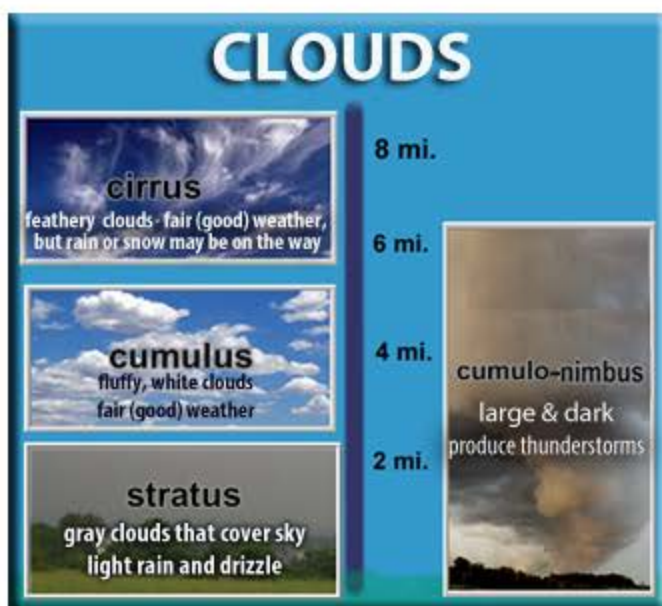 CLOUDS
cirrus
feathery clouds- fair (good) weather,
but rain or snow may be on the way
cumulus
fluffy, white clouds
fair (good) weather
stratus
gray clouds that cover sky
light rain and drizzle
8 mi.
6 mi.
4 mi.
2 mi.
cumulo-nimbus
large & dark
produce thunderstorms